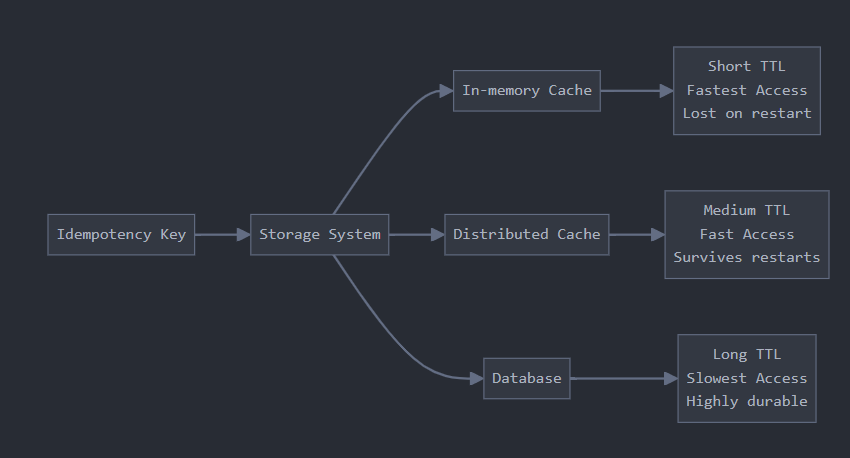 Idempotency Key
Storage System
In-memory Cache
Short TTL
Fastest Access
Lost on restart
Distributed Cache
Medium TTL
Fast Access
Survives restarts
Database
Long TTL
Slowest Access
Highly durable